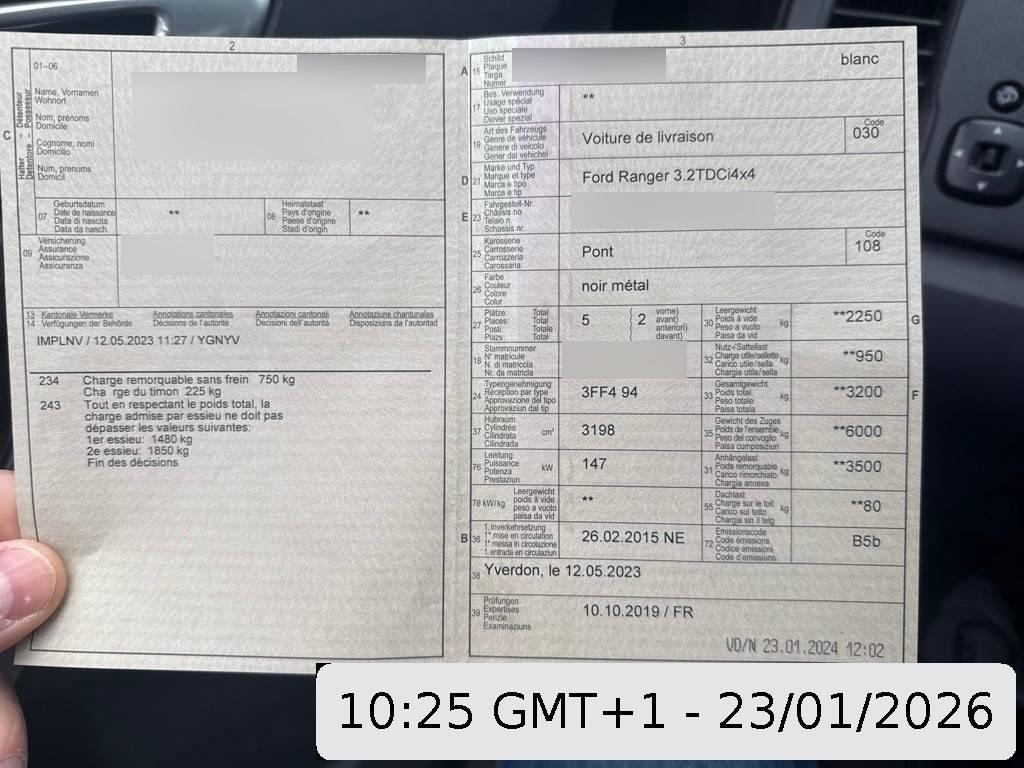 2
01-06
C
Halter - Détenteur
Detentore - Possessur
Name, Vornamen
Wohnort
Nom, prénoms
Domicile
Cognome, nomi
Domicilio
Num, prenums
Domicil
07
Geburtsdatum
Date de naissance
Data di nascita
Data da nasch.
**
08
Heimatstaat
Pays d'origine
Paese d'origine
Stadi d'origin
**
09
Versicherung
Assurance
Assicurazione
Assicuranza
13 Kantonale Vermerke Annotations cantonales Annotazioni cantonali Annotaziuns chantunalas
14 Verfügungen der Behörde Décisions de l'autorité Decisioni dell'autorità Disposiziuns da l'autoritad
IMPLNV / 12.05.2023 11:27 / YGNYV
234 Charge remorquable sans frein 750 kg
Cha rge du timon 225 kg
243 Tout en respectant le poids total, la
charge admise par essieu ne doit pas
dépasser les valeurs suivantes:
1er essieu: 1480 kg
2e essieu: 1850 kg
Fin des décisions
3
A 15
Schild
Plaque
Targa
Numer
blanc
17
Bes. Verwendung
Usage spécial
Uso speciale
Diever spezial
**
19
Art des Fahrzeugs
Genre de véhicule
Genere di veicolo
Gener dal vehichel
Voiture de livraison
Code
030
D 21
Marke und Typ
Marque et type
Marca e tipo
Marca e tip
Ford Ranger 3.2TDCi4x4
E 23
Fahrgestell-Nr.
Châssis no
Telaio n.
Schassis nr.
25
Karosserie
Carrosserie
Carrozzeria
Carossaria
Pont
Code
108
26
Farbe
Couleur
Colore
Colur
noir métal
27
Plätze: Total
Places: Total
Posti: Totale
Plazs: Total
5
( 2
vorne)
avant)
anteriori)
davant)
30
Leergewicht
Poids à vide
Peso a vuoto
Paisa da vid
kg
**2250
G
18
Stammnummer
N° matricule
N. di matricola
Nr. da matricla
32
Nutz-/Sattellast
Charge utile/sellette
Carico utile/sella
Chargia utila/sella
kg
**950
24
Typengenehmigung
Réception par type
Approvazione del tipo
Approvaziun dal tip
3FF4 94
33
Gesamtgewicht
Poids total
Peso totale
Paisa totala
kg
**3200
F
37
Hubraum
Cylindrée
Cilindrata
Cilindrada
cm³
3198
35
Gewicht des Zuges
Poids de l'ensemble
Peso del convoglio
Paisa cumposiziun
kg
**6000
76
Leistung
Puissance
Potenza
Prestaziun
kW
147
31
Anhängelast
Poids remorquable
Carico rimorchiato
Chargia annexa
kg
**3500
78 kW/kg
Leergewicht
poids à vide
peso a vuoto
paisa da vid
**
55
Dachlast
Charge sur le toit
Carico sul tetto
Chargia sin il tetg
kg
**80
B 36
1. Inverkehrsetzung
1re mise en circulation
1a messa in circolazione
1. entrada en circulaziun
26.02.2015 NE
72
Emissionscode
Code émissions
Codice emissioni
Code d'emissiuns
B5b
38
Yverdon, le 12.05.2023
39
Prüfungen
Expertises
Perizie
Examinaziuns
10.10.2019 / FR
VD/N 23.01.2024 12:02
10:25 GMT+1 - 23/01/2026